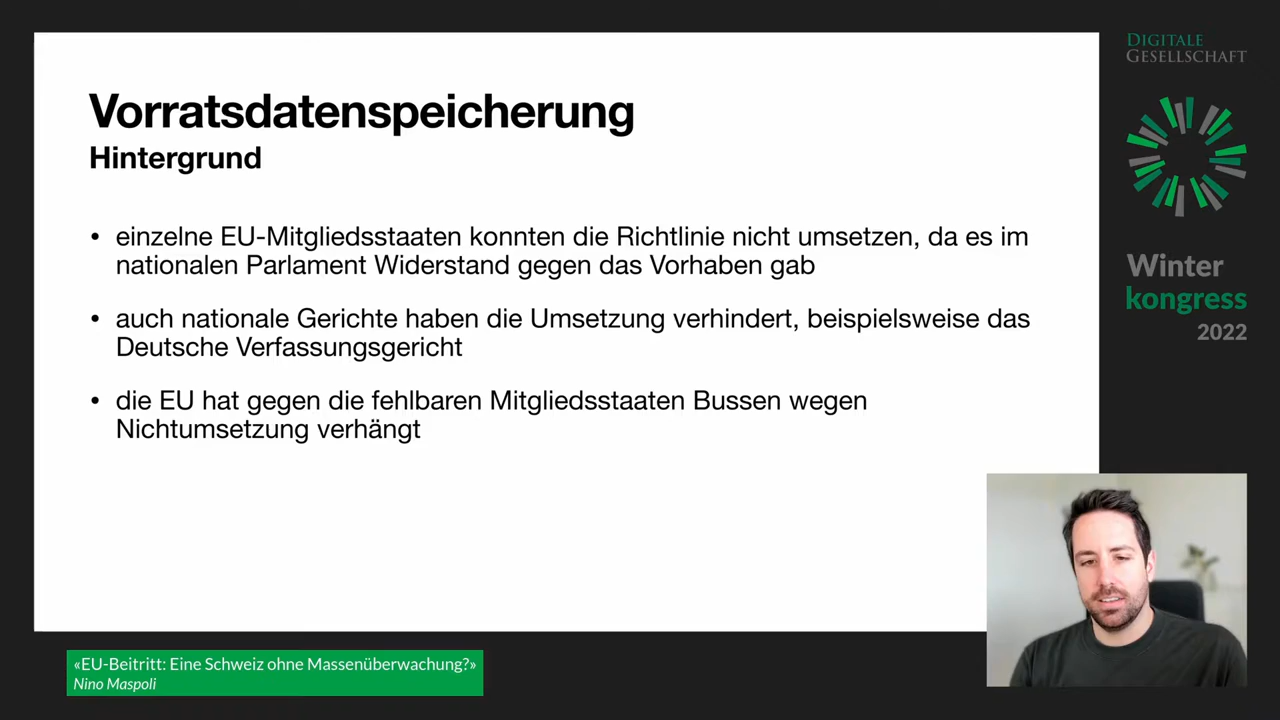 Vorratsdatenspeicherung
Hintergrund
• einzelne EU-Mitgliedsstaaten konnten die Richtlinie nicht umsetzen, da es im
nationalen Parlament Widerstand gegen das Vorhaben gab
• auch nationale Gerichte haben die Umsetzung verhindert, beispielsweise das
Deutsche Verfassungsgericht
• die EU hat gegen die fehlbaren Mitgliedsstaaten Bussen wegen
Nichtumsetzung verhängt
DIGITALE
GESELLSCHAFT
Winter
kongress
2022
«EU-Beitritt: Eine Schweiz ohne Massenüberwachung?»
Nino Maspoli